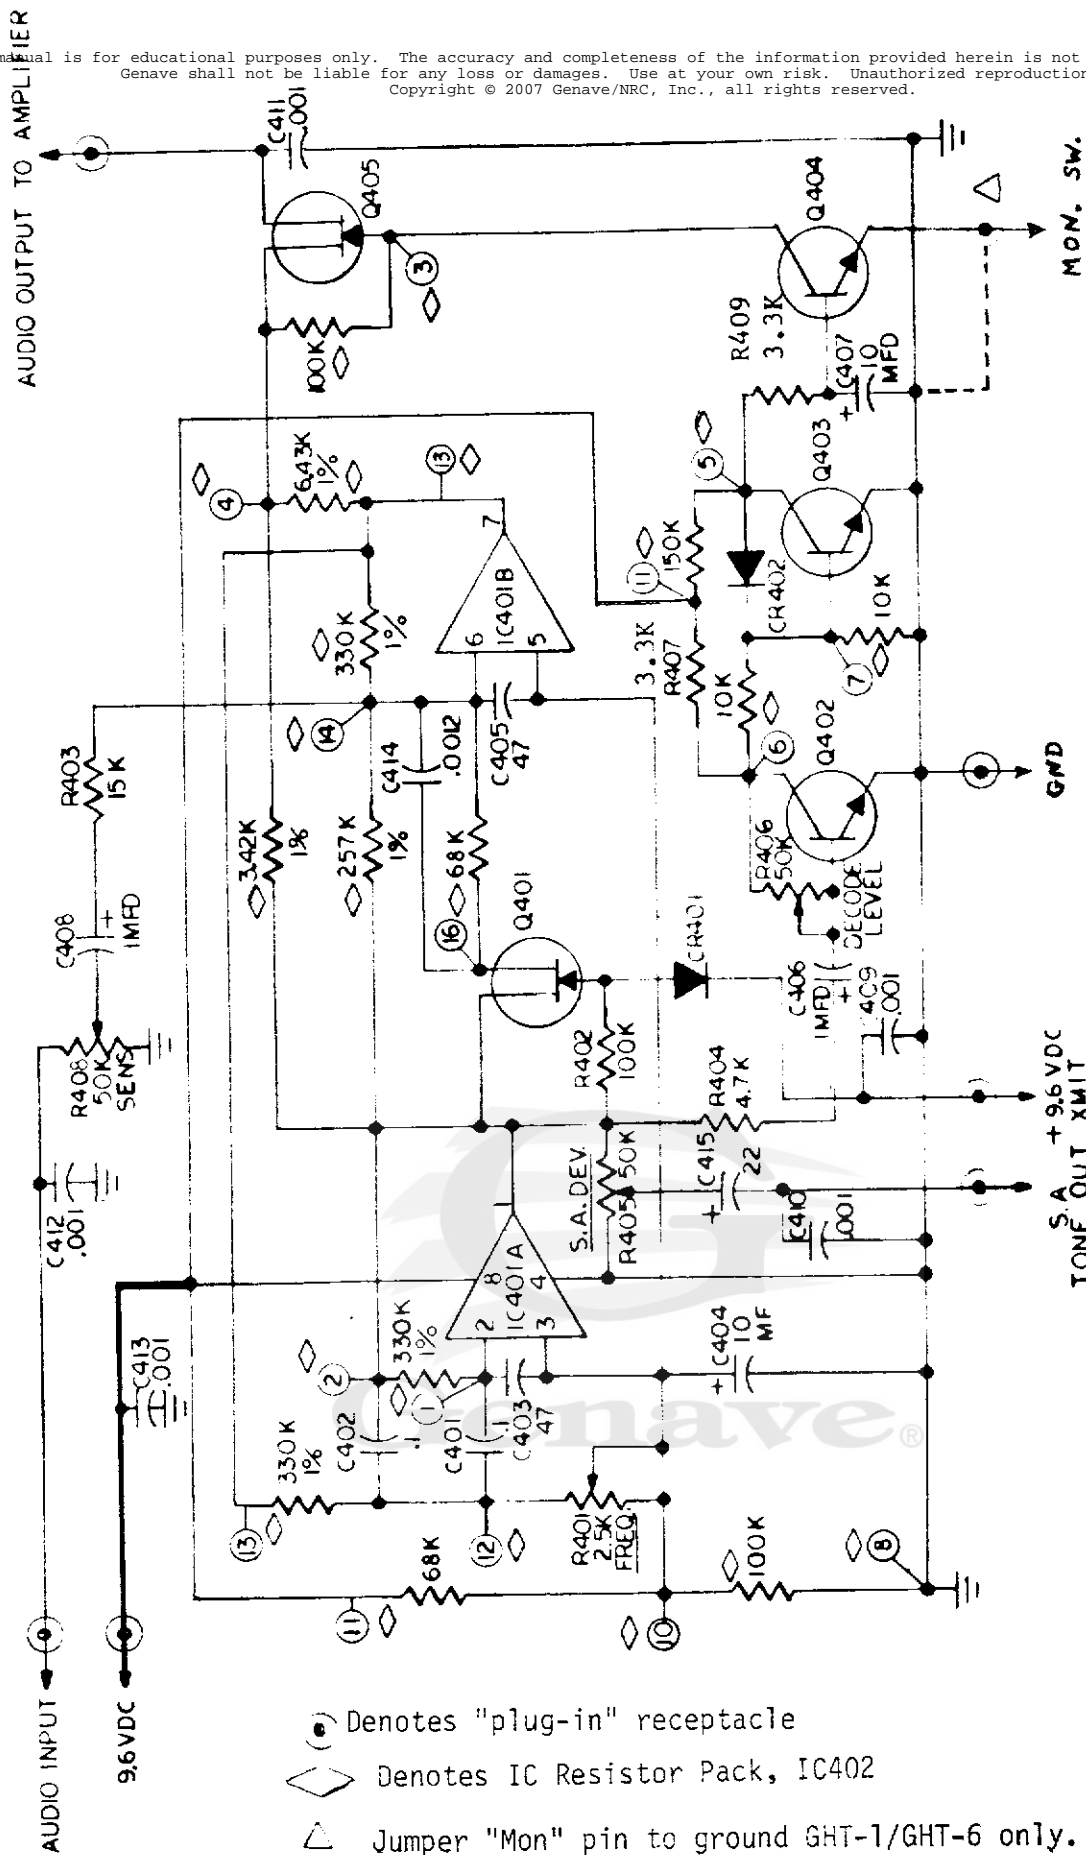 manual is for educational purposes only. The accuracy and completeness of the information provided herein is not
Genave shall not be liable for any loss or damages. Use at your own risk. Unauthorized reproduction
Copyright © 2007 Genave/NRC, Inc., all rights reserved.
AUDIO OUTPUT TO AMPLIFIER
C411
.001
Q405
3
100K
4
6.43K
1%
13
7
IC401B
6
5
330K
1%
14
R403
15K
C408
+
1MFD
R408
50K
SENS
C412
.001
3.42K
1%
257K
1%
C414
.0012
C405
47
68K
16
Q401
CR401
R402
100K
R404
4.7K
S.A. DEV.
R405
50K
+
C415
22
C410
.001
1
8
IC401A
4
2
3
330K
1%
2
1
C402
.1
C401
.1
C403
47
+
C404
10
MF
C413
.001
330K
1%
13
12
R401
2.5K
FREQ.
68K
11
10
100K
8
Q404
R409
3.3K
+
C407
10
MFD
5
Q403
150K
11
CR402
3.3K
R407
10K
10K
7
6
Q402
R406
50K
DECODE
LEVEL
C406
1MFD
+
409
.001
MON. SW.
GND
+9.6VDC
XMIT
S.A
TONE OUT
AUDIO INPUT
9.6VDC
Genave®
Denotes "plug-in" receptacle
Denotes IC Resistor Pack, IC402
Jumper "Mon" pin to ground GHT-1/GHT-6 only.